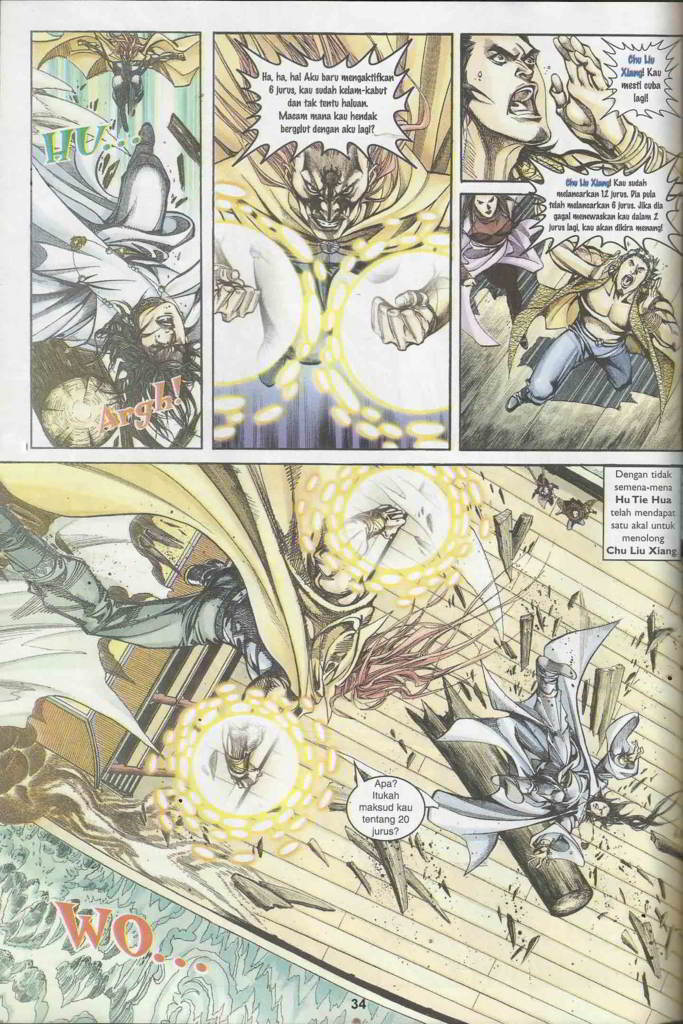 HU...
Argh!
Ha, ha, ha! Aku baru mengaktifkan
6 jurus, kau sudah kelam-kabut
dan tak tentu haluan.
Macam mana kau hendak
bergelut dengan aku lagi?
Chu Liu
Xiang! Kau
mesti cuba
lagi!
Chu Liu Xiang! Kau sudah
melancarkan 12 jurus. Dia pula
telah melancarkan 6 jurus. Jika dia
gagal menewaskan kau dalam 2
jurus lagi, kau akan dikira menang!
Dengan tidak
semena-mena
Hu Tie Hua
telah mendapat
satu akal untuk
menolong
Chu Liu Xiang.
Apa?
Itukah
maksud kau
tentang 20
jurus?
WO...
34